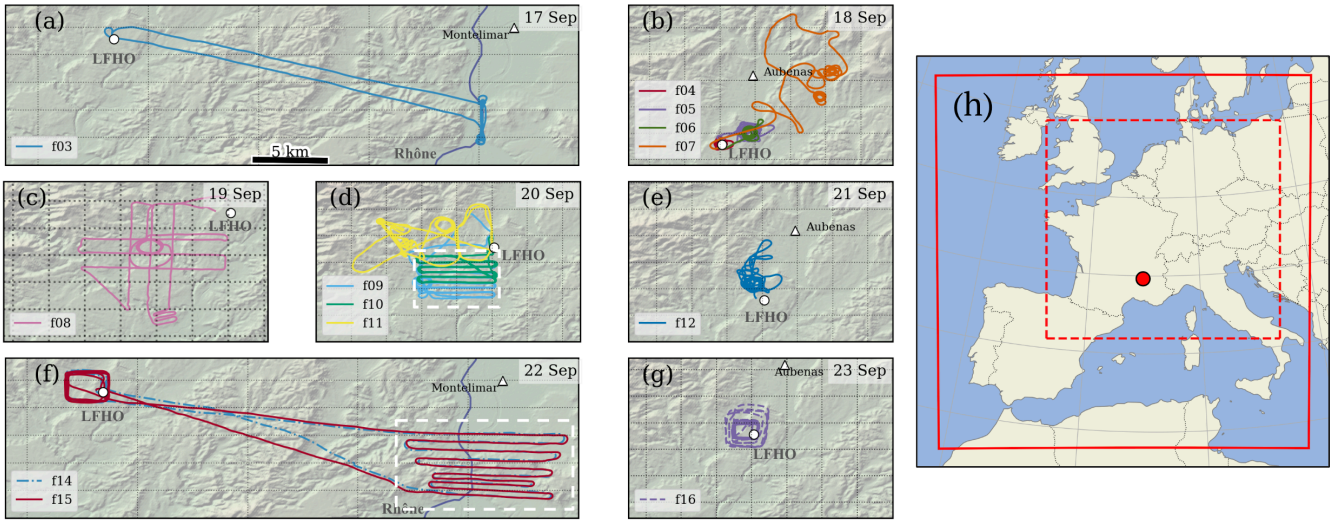 (a)
17 Sep
Montelimar
LFHO
f03
5 km
Rhône
(b)
18 Sep
Aubenas
f04
f05
f06
f07
LFHO
(c)
19 Sep
LFHO
f08
(d)
20 Sep
LFHO
f09
f10
f11
(e)
21 Sep
Aubenas
LFHO
f12
(f)
22 Sep
Montelimar
LFHO
f14
f15
Rhône
(g)
23 Sep
Aubenas
LFHO
f16
(h)